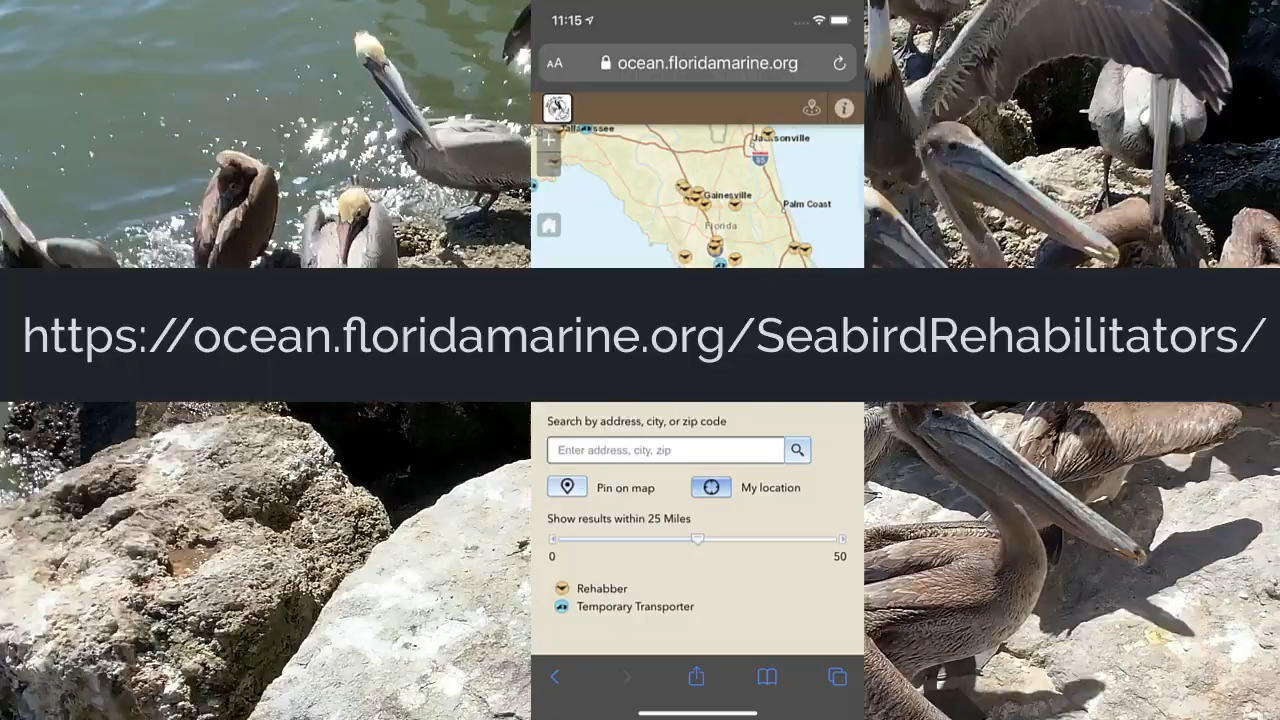 11:15
AA ocean.floridamarine.org
Jacksonville
95
Gainesville
Palm Coast
Florida
https://ocean.floridamarine.org/SeabirdRehabilitators/
Search by address, city, or zip code
Enter address, city, zip
Pin on map My location
Show results within 25 Miles
0 50
Rehabber
Temporary Transporter